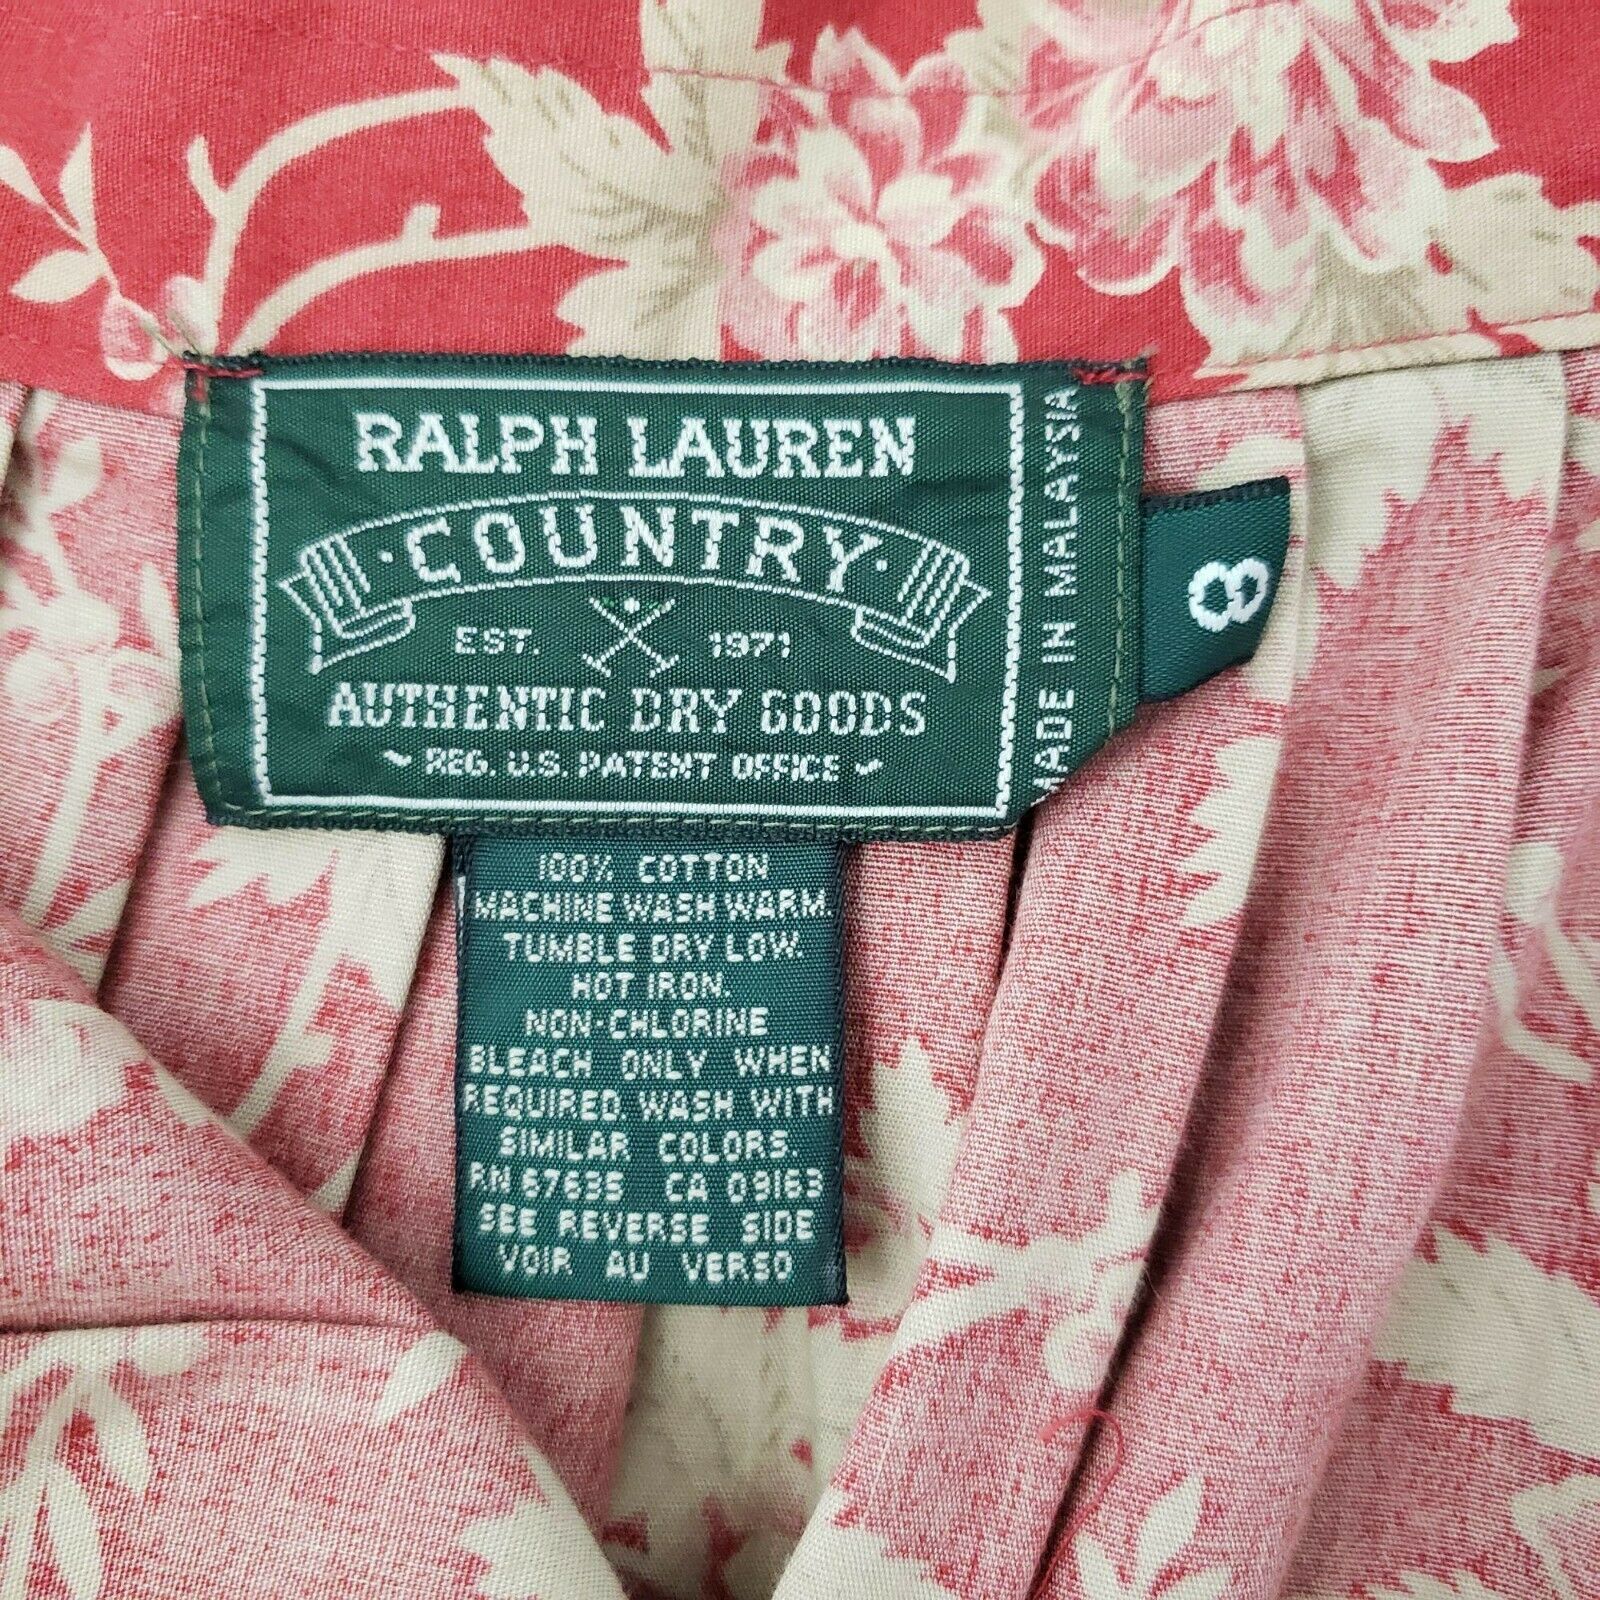 RALPH LAUREN
·COUNTRY·
EST. 1971
AUTHENTIC DRY GOODS
REG. U.S. PATENT OFFICE
MADE IN MALAYSIA
8
100% COTTON
MACHINE WASH WARM
TUMBLE DRY LOW.
HOT IRON.
NON-CHLORINE
BLEACH ONLY WHEN
REQUIRED. WASH WITH
SIMILAR COLORS.
RN 67635 CA 09163
SEE REVERSE SIDE
VOIR AU VERSO